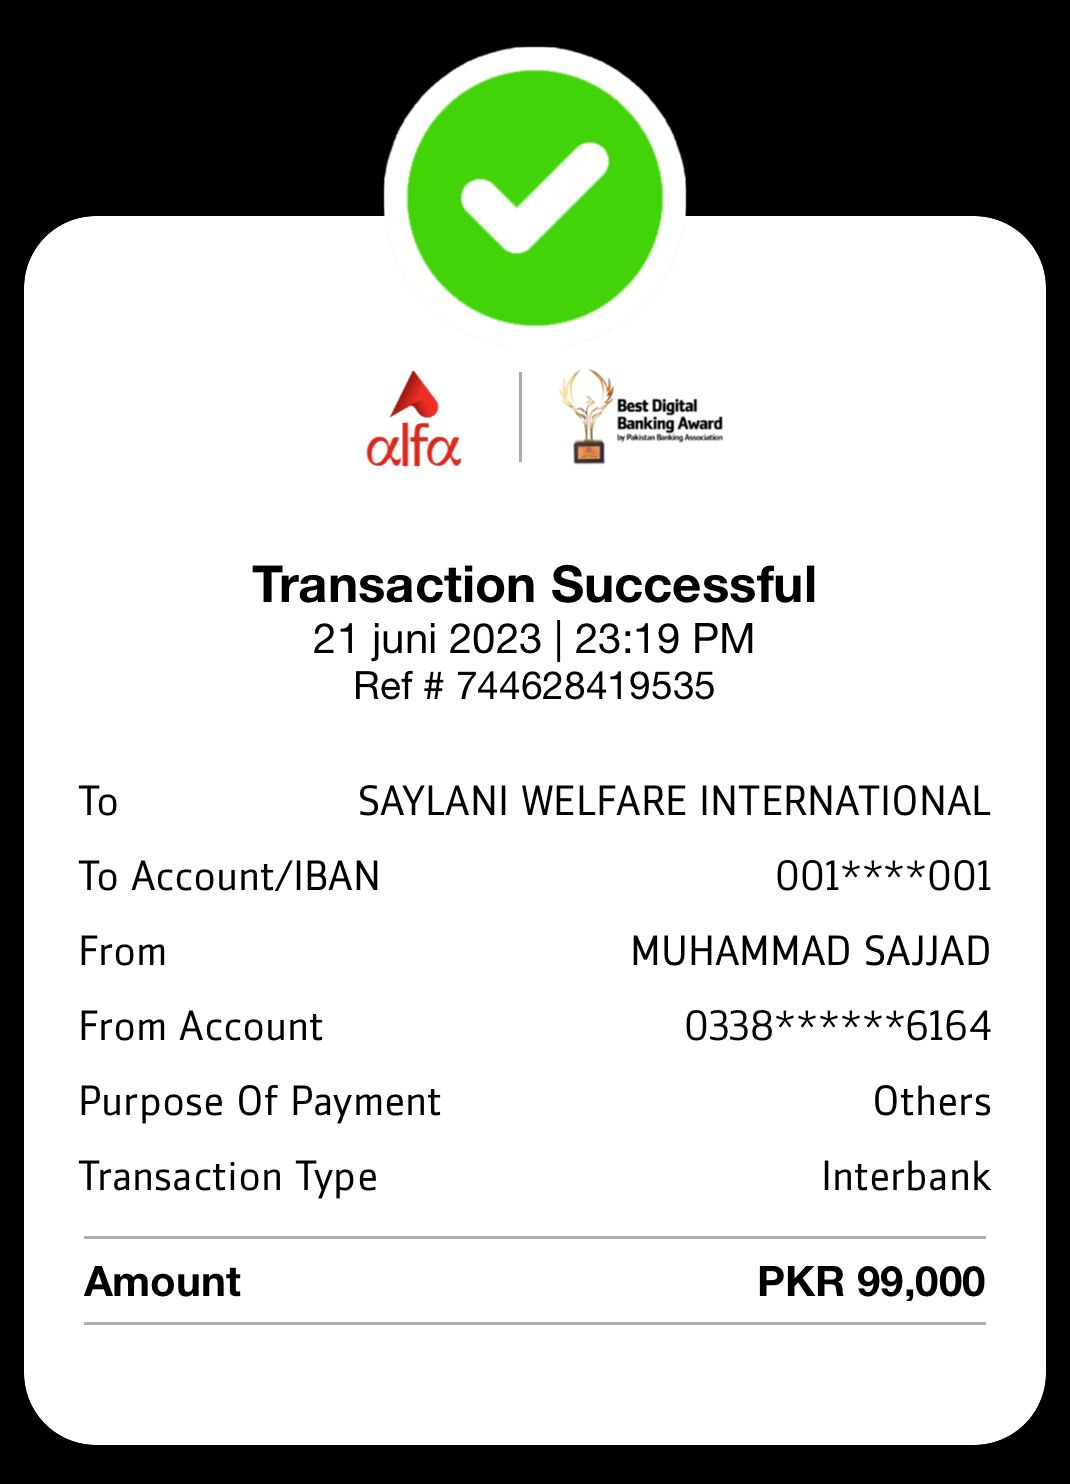 alfa
Best Digital
Banking Award
by Pakistan Banking Association
Transaction Successful
21 juni 2023 | 23:19 PM
Ref # 744628419535
To SAYLANI WELFARE INTERNATIONAL
To Account/IBAN 001****001
From MUHAMMAD SAJJAD
From Account 0338******6164
Purpose Of Payment Others
Transaction Type Interbank
Amount PKR 99,000